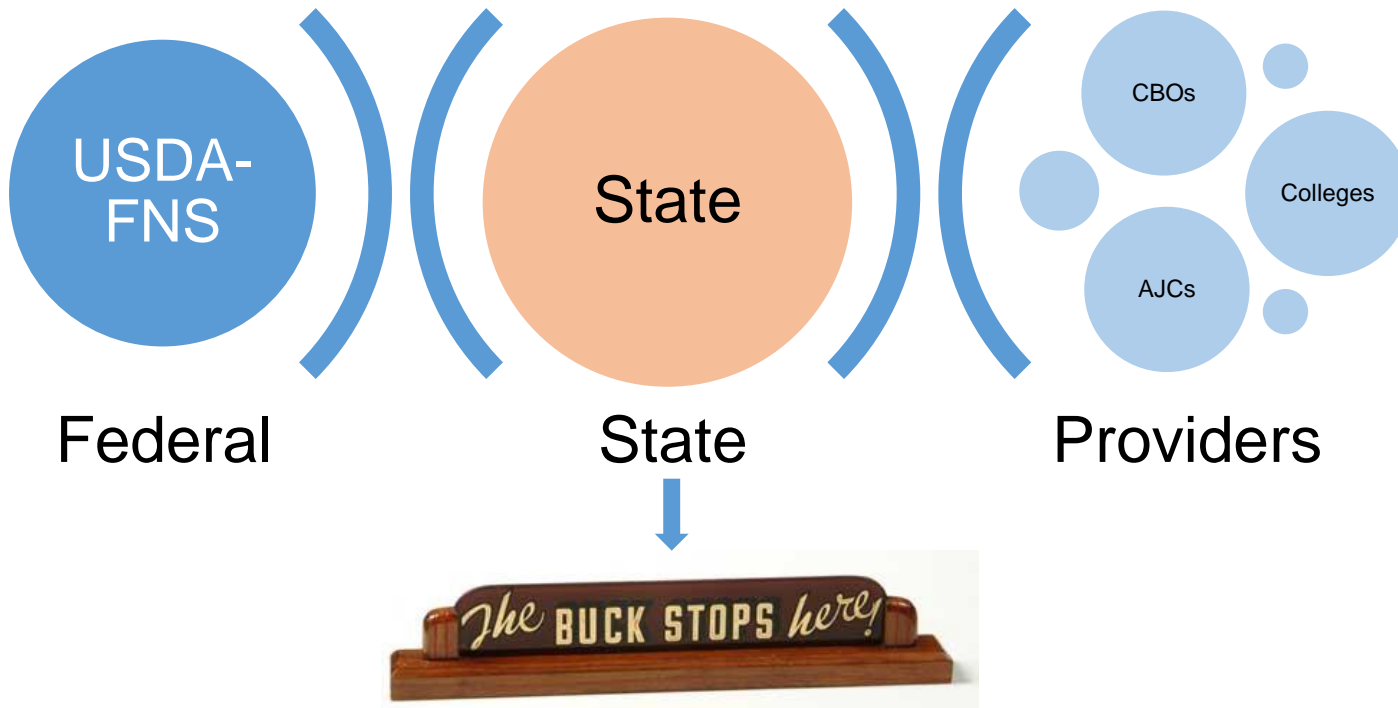 USDA-
FNS
State
CBOs
Colleges
AJCs
Federal
State
Providers
The BUCK STOPS here!